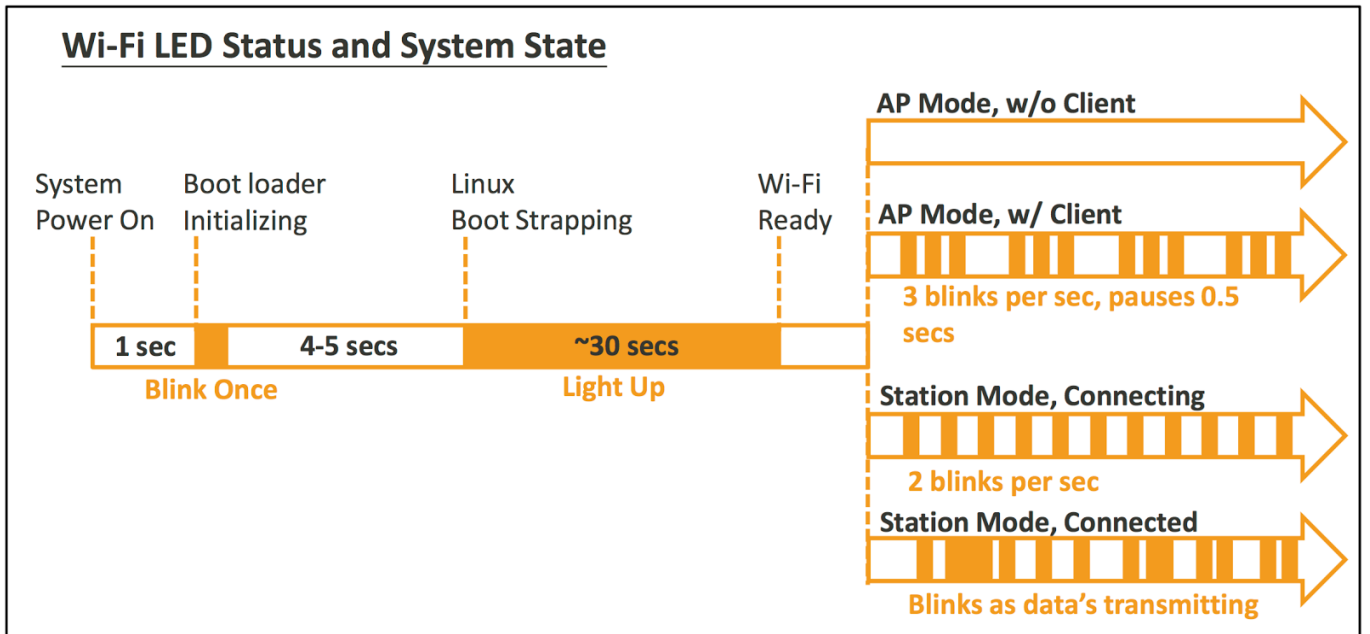 Wi-Fi LED Status and System State
System
Power On
Boot loader
Initializing
Linux
Boot Strapping
Wi-Fi
Ready
1 sec
4-5 secs
~30 secs
Blink Once
Light Up
AP Mode, w/o Client
AP Mode, w/ Client
3 blinks per sec, pauses 0.5
secs
Station Mode, Connecting
2 blinks per sec
Station Mode, Connected
Blinks as data’s transmitting